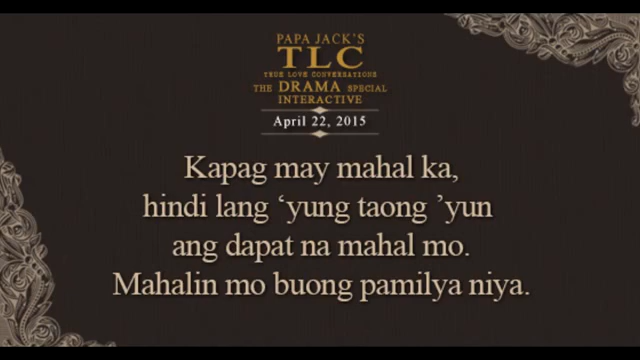 PAPA JACK'S
TLC
TRUE LOVE CONVERSATIONS
THE DRAMA SPECIAL
INTERACTIVE
April 22, 2015
Kapag may mahal ka,
hindi lang ‘yung taong ’yun
ang dapat na mahal mo.
Mahalin mo buong pamilya niya.